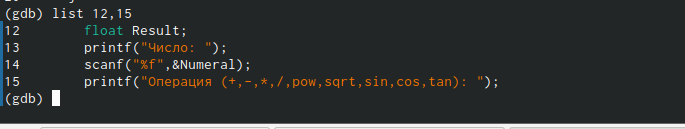 (gdb) list 12,15
12        float Result;
13        printf("Число: ");
14        scanf("%f",&Numeral);
15        printf("Операция (+,-,*,/,pow,sqrt,sin,cos,tan): ");
(gdb)